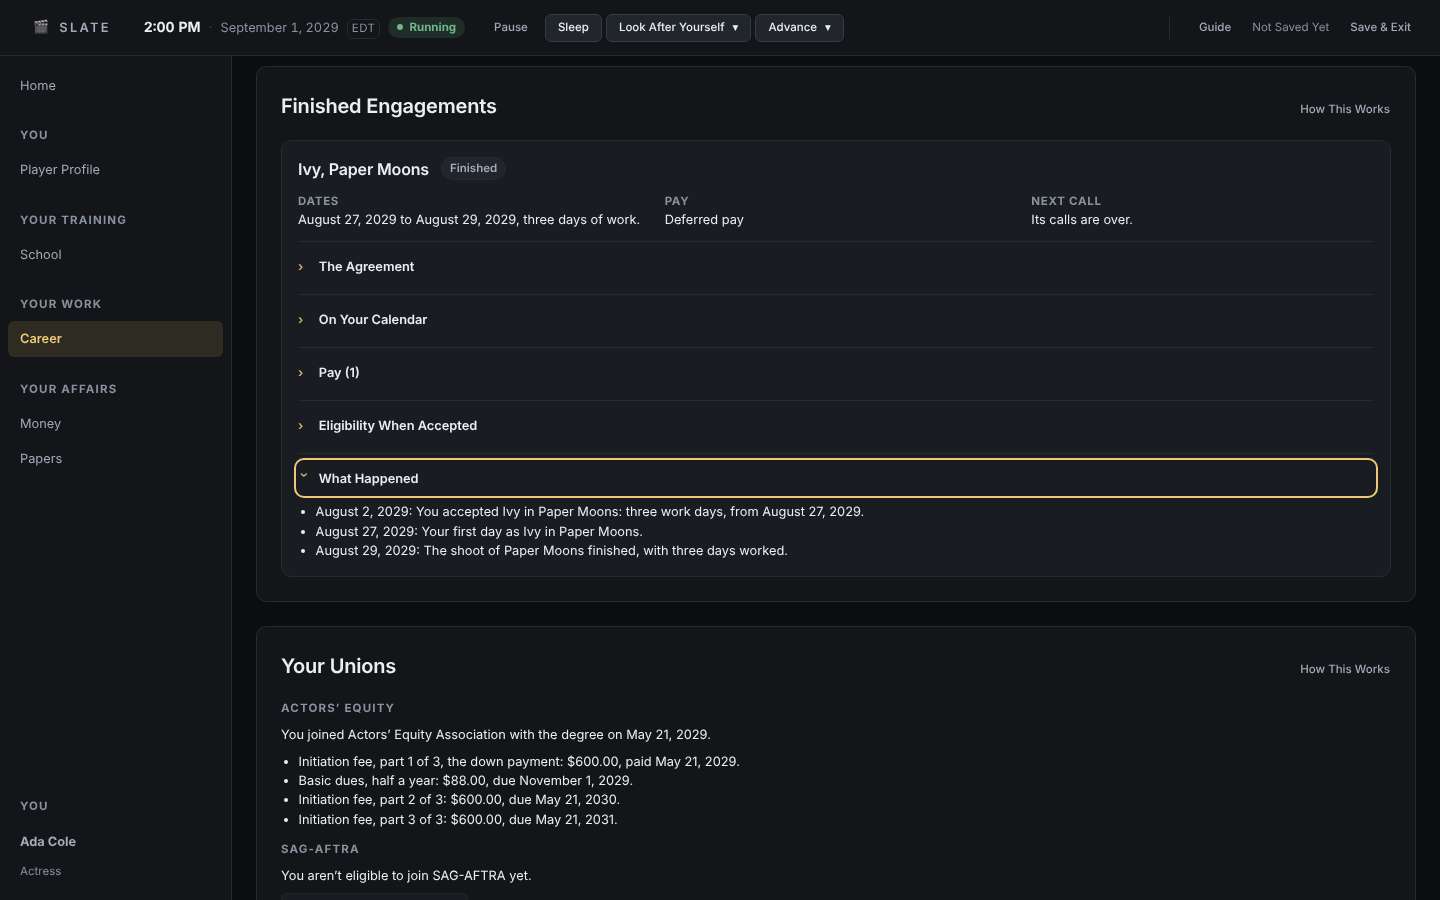 SLATE
2:00 PM · September 1, 2029 EDT Running Pause Sleep Look After Yourself ▾ Advance ▾ Guide Not Saved Yet Save & Exit
Home
YOU
Player Profile
YOUR TRAINING
School
YOUR WORK
Career
YOUR AFFAIRS
Money
Papers
YOU
Ada Cole
Actress
Finished Engagements
How This Works
Ivy, Paper Moons Finished
DATES PAY NEXT CALL
August 27, 2029 to August 29, 2029, three days of work. Deferred pay Its calls are over.
› The Agreement
› On Your Calendar
› Pay (1)
› Eligibility When Accepted
What Happened
• August 2, 2029: You accepted Ivy in Paper Moons: three work days, from August 27, 2029.
• August 27, 2029: Your first day as Ivy in Paper Moons.
• August 29, 2029: The shoot of Paper Moons finished, with three days worked.
Your Unions
How This Works
ACTORS’ EQUITY
You joined Actors’ Equity Association with the degree on May 21, 2029.
• Initiation fee, part 1 of 3, the down payment: $600.00, paid May 21, 2029.
• Basic dues, half a year: $88.00, due November 1, 2029.
• Initiation fee, part 2 of 3: $600.00, due May 21, 2030.
• Initiation fee, part 3 of 3: $600.00, due May 21, 2031.
SAG-AFTRA
You aren’t eligible to join SAG-AFTRA yet.